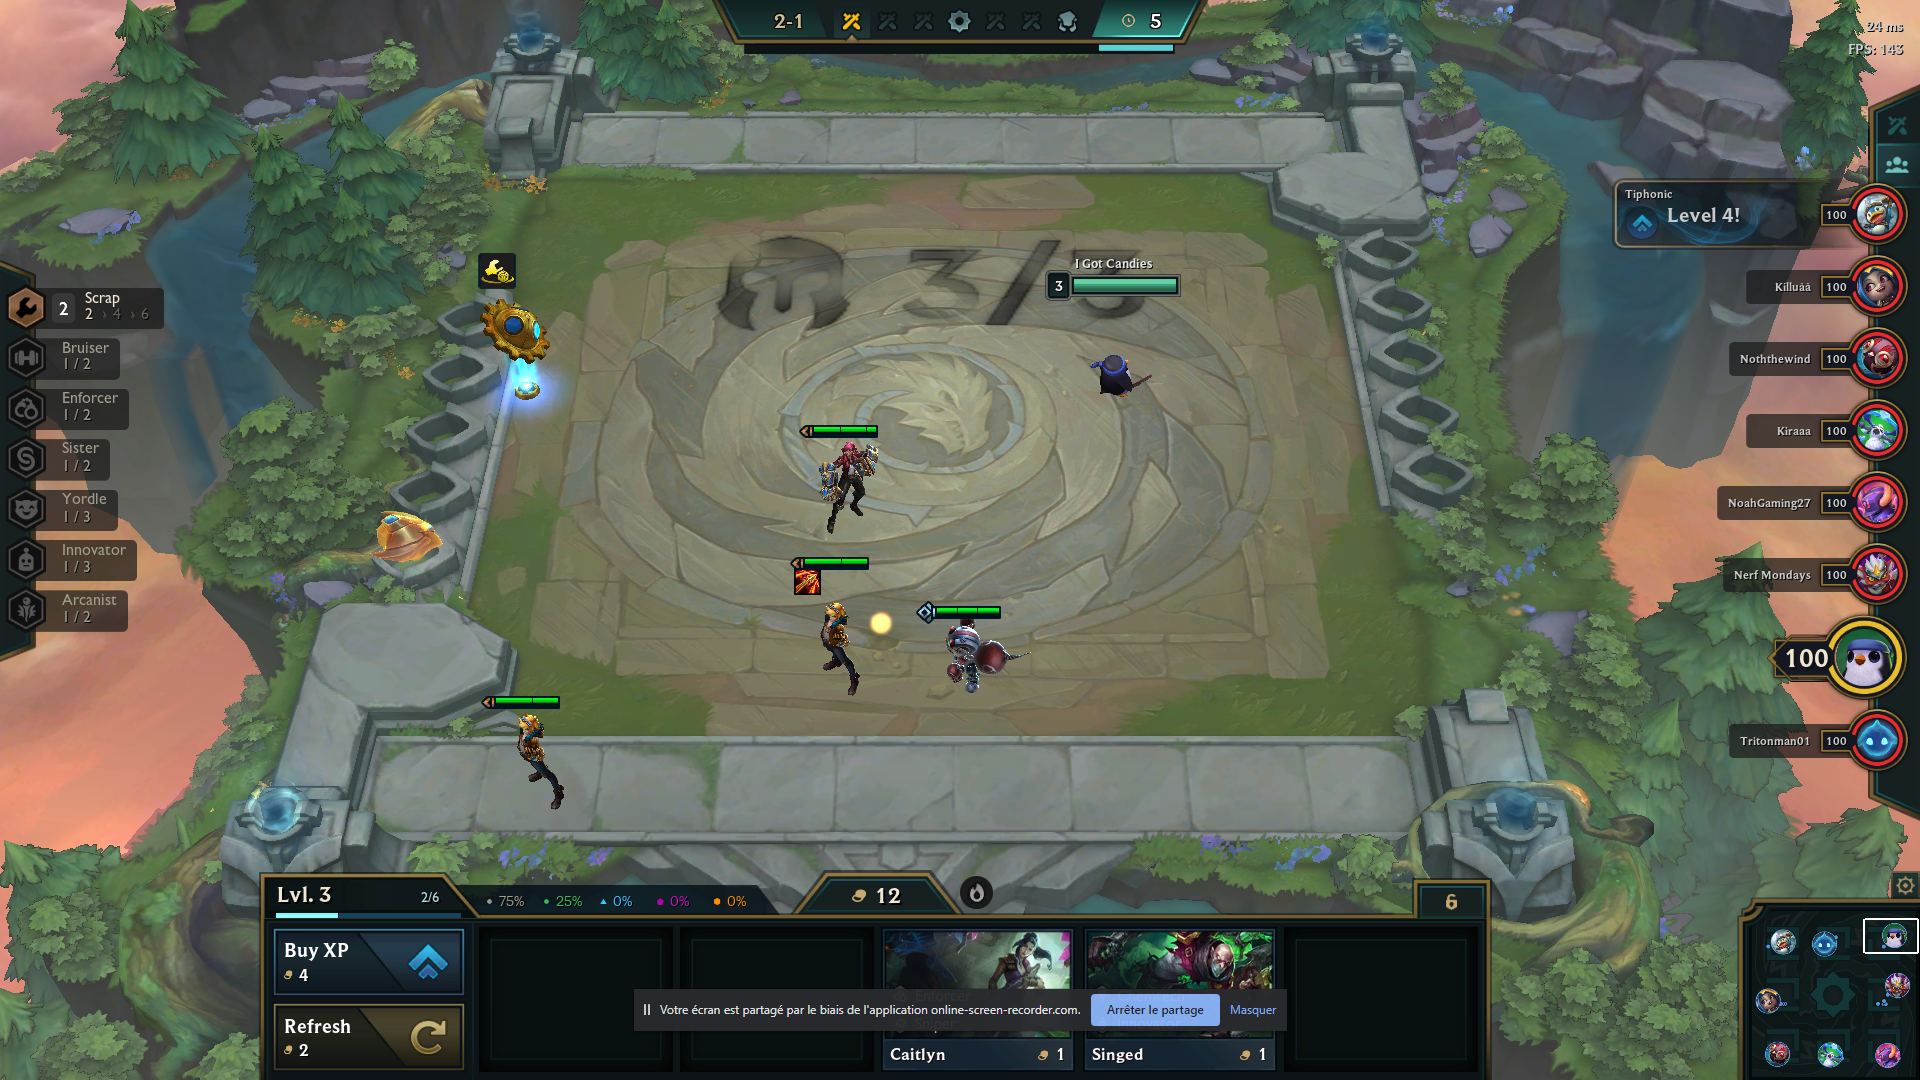 2-1
5
24 ms
FPS: 143
Tiphonic
Level 4!
100
3/3
I Got Candies
3
Killuàà
100
2
Scrap
2 › 4 › 6
Bruiser
1 / 2
Noththewind
100
Enforcer
1 / 2
Kiraaa
100
Sister
1 / 2
Yordle
1 / 3
NoahGaming27
100
Innovator
1 / 3
Nerf Mondays
100
Arcanist
1 / 2
100
Tritonman01
100
Lvl. 3
2/6
75%
25%
0%
0%
0%
12
6
Buy XP
4
Refresh
2
Votre écran est partagé par le biais de l'application online-screen-recorder.com.
Arrêter le partage
Masquer
Caitlyn
1
Singed
1